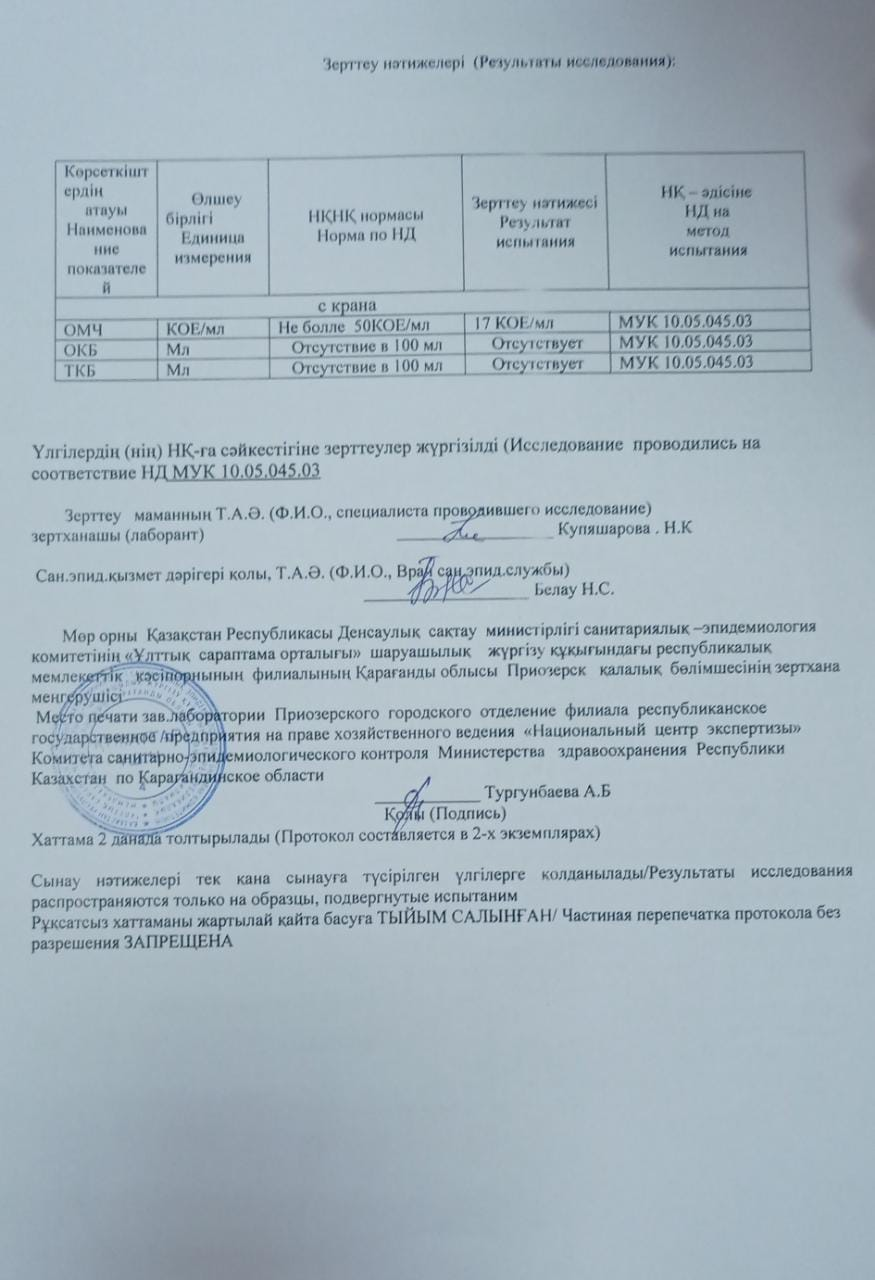 Зерттеу нәтижелері (Результаты исследования):
Көрсеткішт
ердің
атауы
Наименова
ние
показателе
й
Өлшеу
бірлігі
Единица
измерения
НҚНҚ нормасы
Норма по НД
Зерттеу нәтижесі
Результат
испытания
НҚ – әдісіне
НД на
метод
испытания
с крана
ОМЧ КОЕ/мл Не болле 50КОЕ/мл 17 КОЕ/мл МУК 10.05.045.03
ОКБ Мл Отсутствие в 100 мл Отсутствует МУК 10.05.045.03
ТКБ Мл Отсутствие в 100 мл Отсутствует МУК 10.05.045.03
Үлгілердің (нің) НҚ-ға сәйкестігіне зерттеулер жүргізілді (Исследование проводились на
соответствие НД МУК 10.05.045.03
Зерттеу маманның Т.А.Ә. (Ф.И.О., специалиста проводившего исследование)
зертханашы (лаборант) Купяшарова . Н.К
Сан.эпид.қызмет дәрігері қолы, Т.А.Ә. (Ф.И.О., Врач сан.эпид.службы)
Белау Н.С.
Мөр орны Қазақстан Республикасы Денсаулық сақтау министірлігі санитариялық –эпидемиология
комитетінің «Ұлттық сараптама орталығы» шаруашылық жүргізу құқығындағы республикалық
мемлекеттік кәсіпорнының филиалының Қарағанды облысы Приозерск қалалық бөлімшесінің зертхана
меңгерушісі
Место печати зав.лаборатории Приозерского городского отделение филиала республиканское
государственное /предприятия на праве хозяйственного ведения «Национальный центр экспертизы»
Комитета санитарно-эпидемиологического контроля Министерства здравоохранения Республики
Казахстан по Карагандинское области
Тургунбаева А.Б
Қолы (Подпись)
Хаттама 2 данада толтырылады (Протокол составляется в 2-х экземплярах)
Сынау нәтижелері тек қана сынауға түсірілген үлгілерге қолданылады/Результаты исследования
распространяются только на образцы, подвергнутые испытаним
Рұқсатсыз хаттаманы жартылай қайта басуға ТЫЙЫМ САЛЫНҒАН/ Частиная перепечатка протокола без
разрешения ЗАПРЕЩЕНА